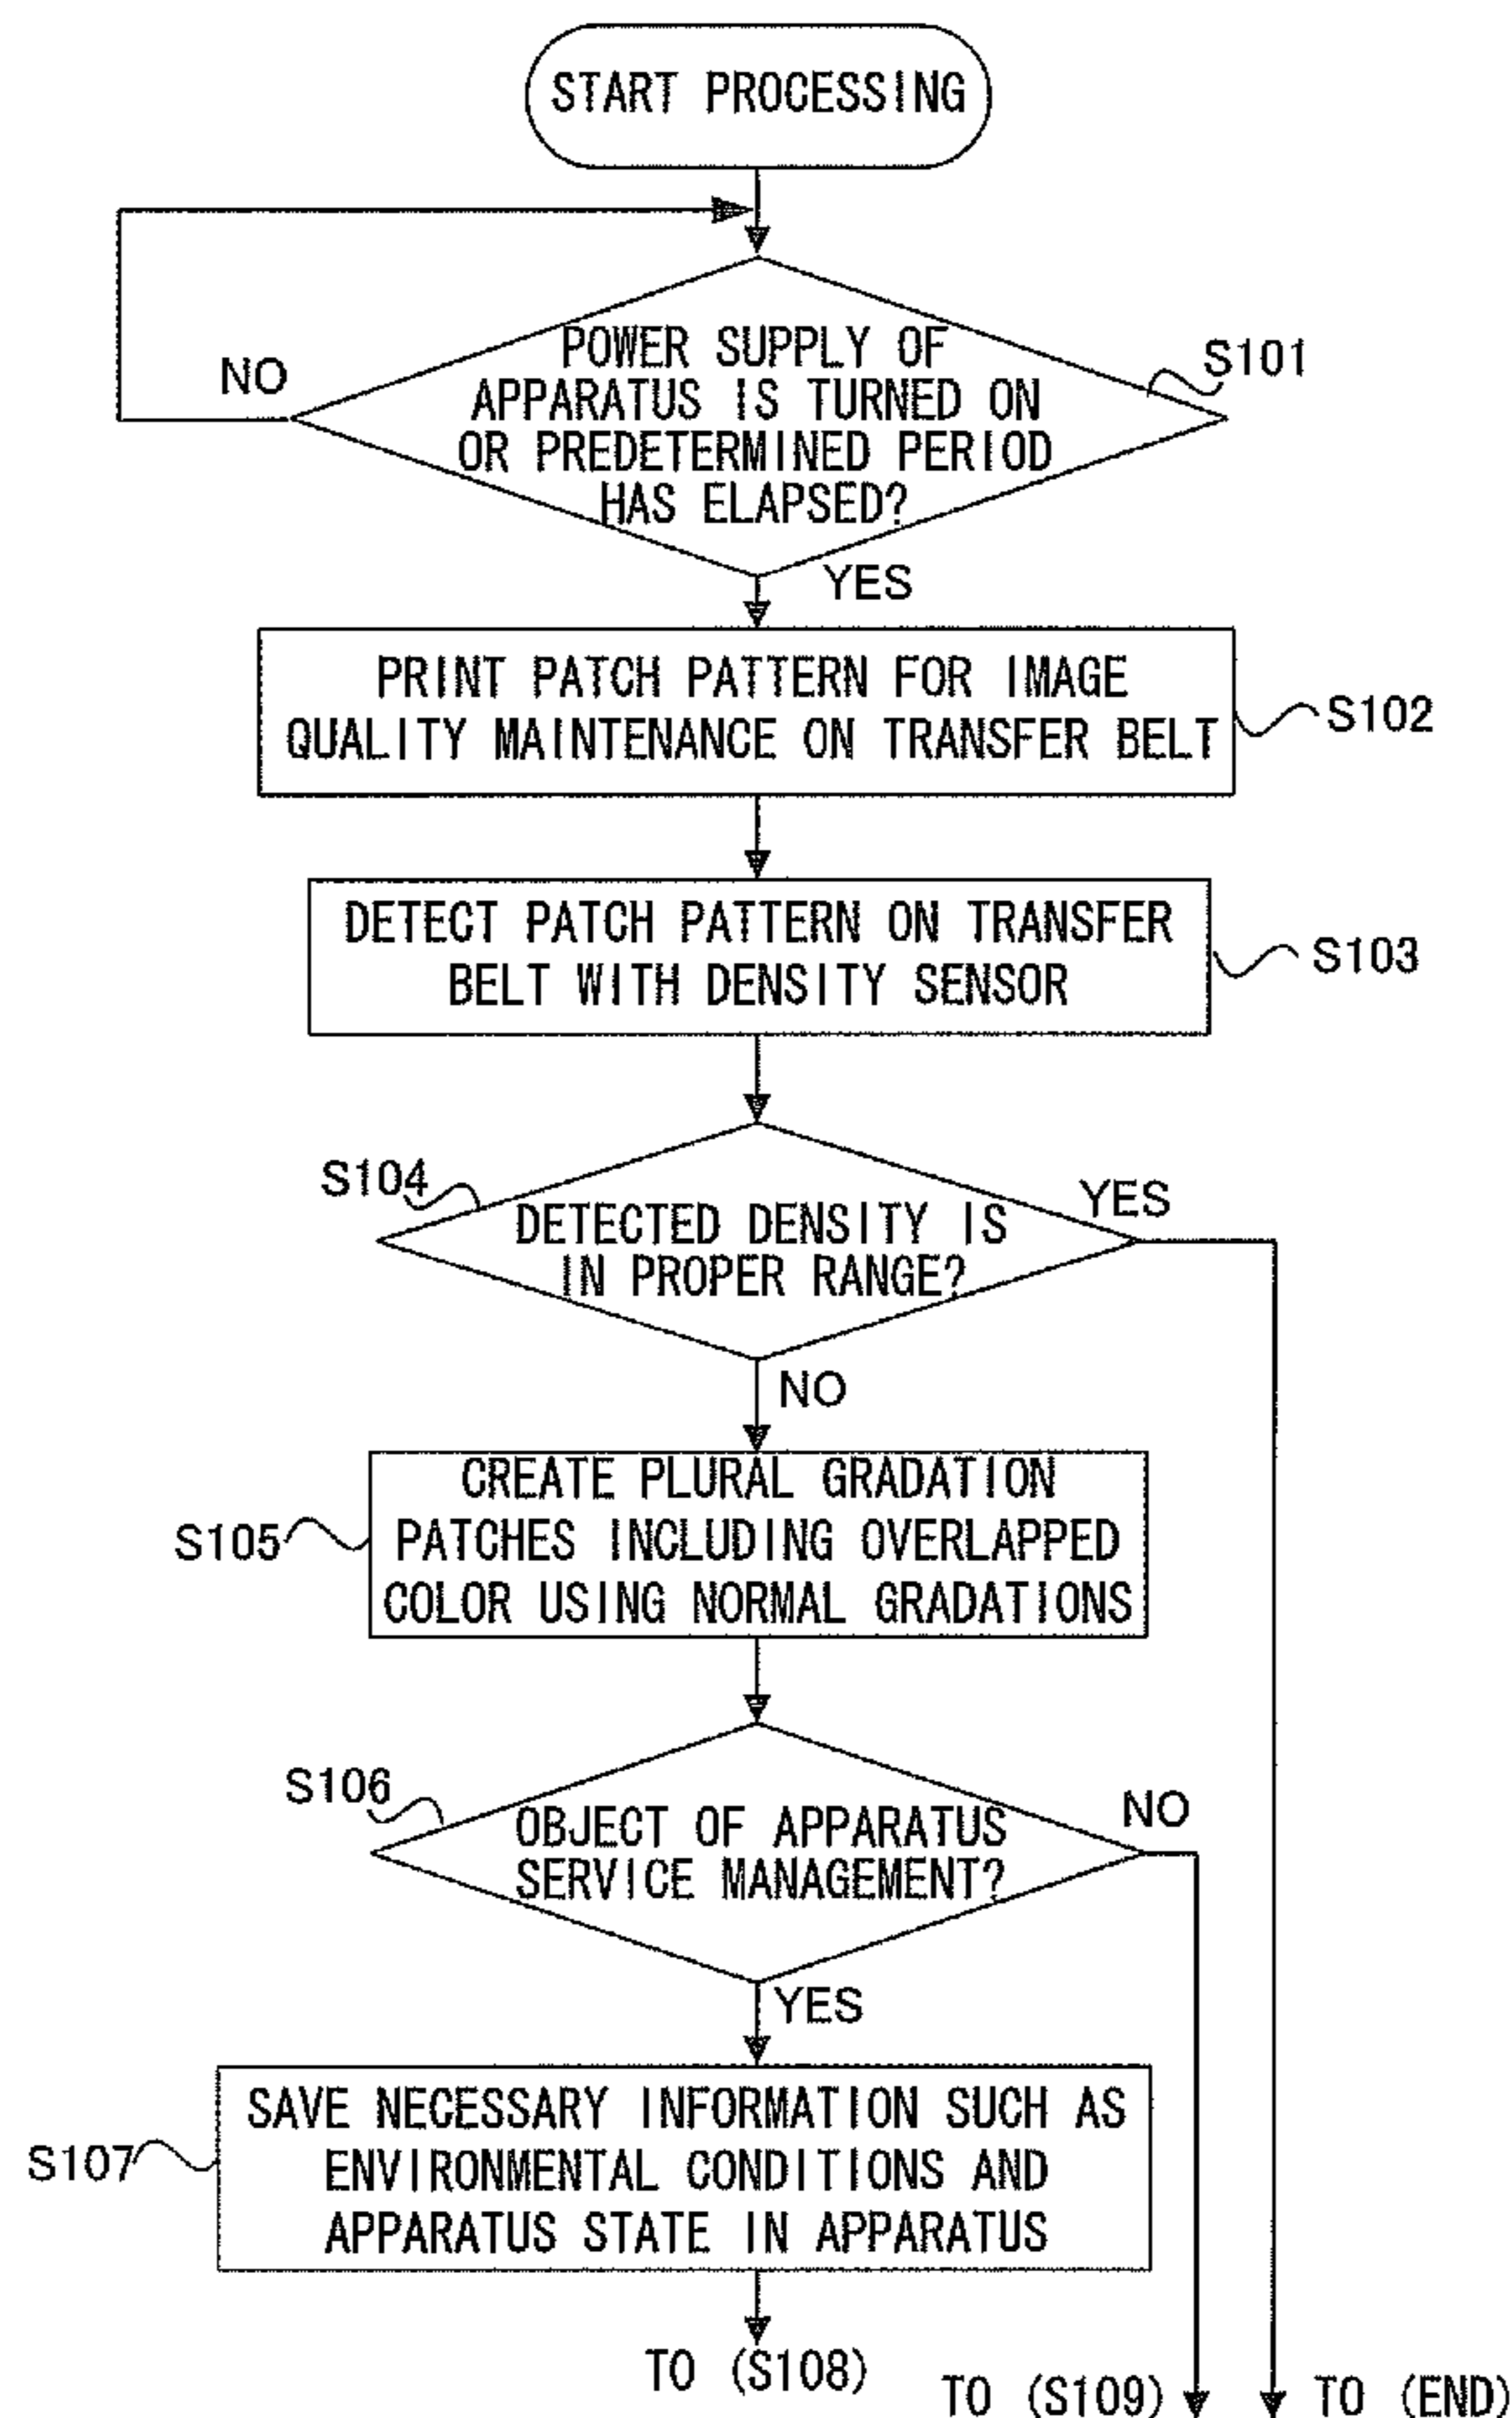 START PROCESSING
NO
POWER SUPPLY OF
APPARATUS IS TURNED ON
OR PREDETERMINED PERIOD
HAS ELAPSED?
S101
YES
PRINT PATCH PATTERN FOR IMAGE
QUALITY MAINTENANCE ON TRANSFER BELT
S102
DETECT PATCH PATTERN ON TRANSFER
BELT WITH DENSITY SENSOR
S103
S104
DETECTED DENSITY IS
IN PROPER RANGE?
YES
NO
S105
CREATE PLURAL GRADATION
PATCHES INCLUDING OVERLAPPED
COLOR USING NORMAL GRADATIONS
S106
OBJECT OF APPARATUS
SERVICE MANAGEMENT?
NO
YES
S107
SAVE NECESSARY INFORMATION SUCH AS
ENVIRONMENTAL CONDITIONS AND
APPARATUS STATE IN APPARATUS
TO (S108)
TO (S109)
TO (END)